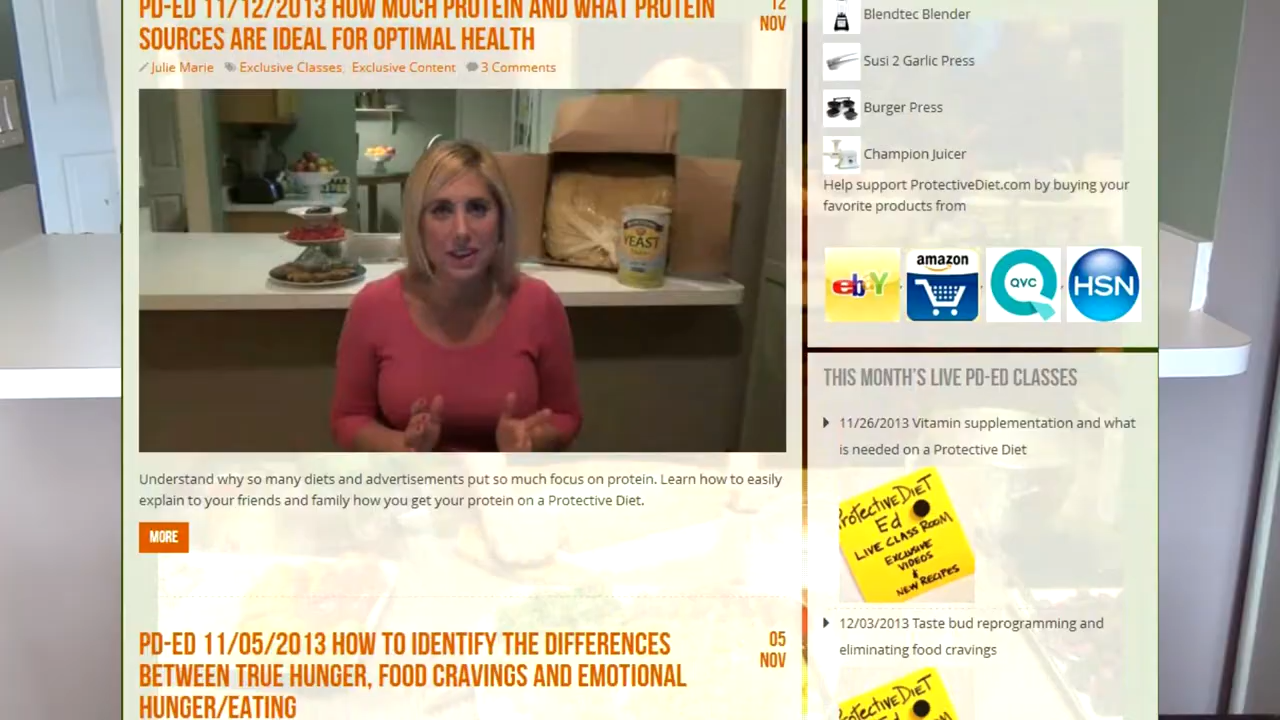 PD-ED 11/12/2013 HOW MUCH PROTEIN AND WHAT PROTEIN
SOURCES ARE IDEAL FOR OPTIMAL HEALTH
12
NOV
Julie Marie Exclusive Classes, Exclusive Content 3 Comments
YEAST
Understand why so many diets and advertisements put so much focus on protein. Learn how to easily
explain to your friends and family how you get your protein on a Protective Diet.
MORE
PD-ED 11/05/2013 HOW TO IDENTIFY THE DIFFERENCES
BETWEEN TRUE HUNGER, FOOD CRAVINGS AND EMOTIONAL
HUNGER/EATING
05
NOV
Blendtec Blender
Susi 2 Garlic Press
Burger Press
Champion Juicer
Help support ProtectiveDiet.com by buying your
favorite products from
ebY
amazon
QVC
HSN
THIS MONTH'S LIVE PD-ED CLASSES
11/26/2013 Vitamin supplementation and what
is needed on a Protective Diet
ProtectiveDieT
Ed
LIVE CLASS ROOM
EXCLUSIVE
VIDEOS
&
NEW RECIPES
12/03/2013 Taste bud reprogramming and
eliminating food cravings
ProtectiveDieT